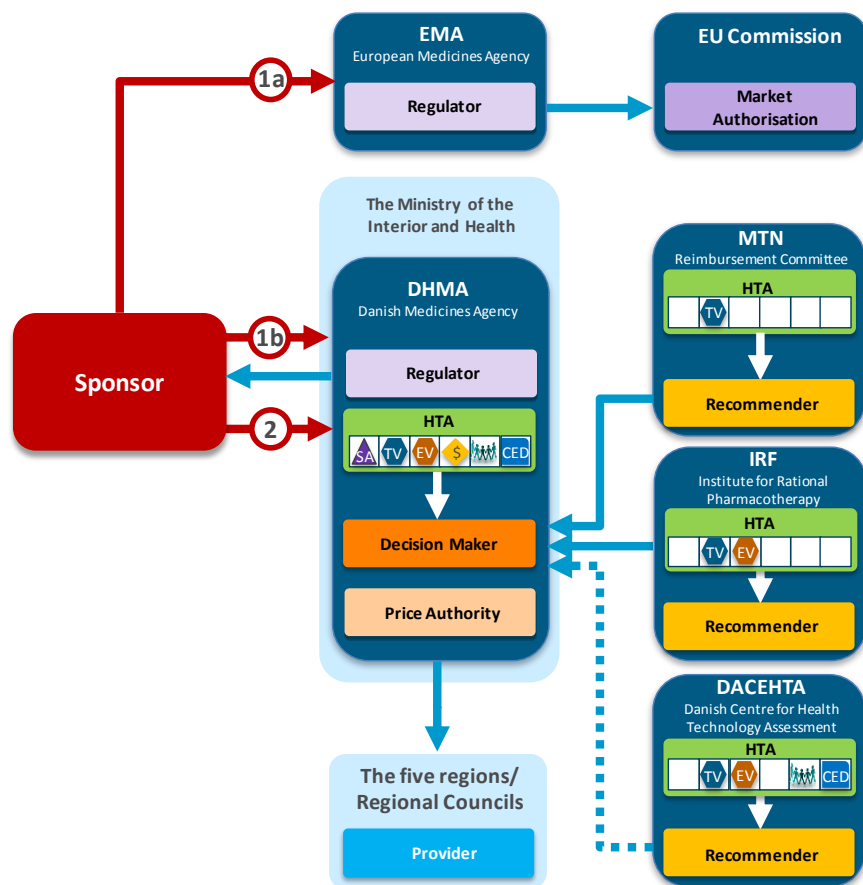 EMA
European Medicines Agency
Regulator
EU Commission
Market
Authorisation
1a
The Ministry of the
Interior and Health
DHMA
Danish Medicines Agency
Regulator
HTA
SA TV EV $ CED
Decision Maker
Price Authority
Sponsor
1b
2
MTN
Reimbursement Committee
HTA
TV
Recommender
IRF
Institute for Rational
Pharmacotherapy
HTA
TV EV
Recommender
DACEHTA
Danish Centre for Health
Technology Assessment
HTA
TV EV CED
Recommender
The five regions/
Regional Councils
Provider